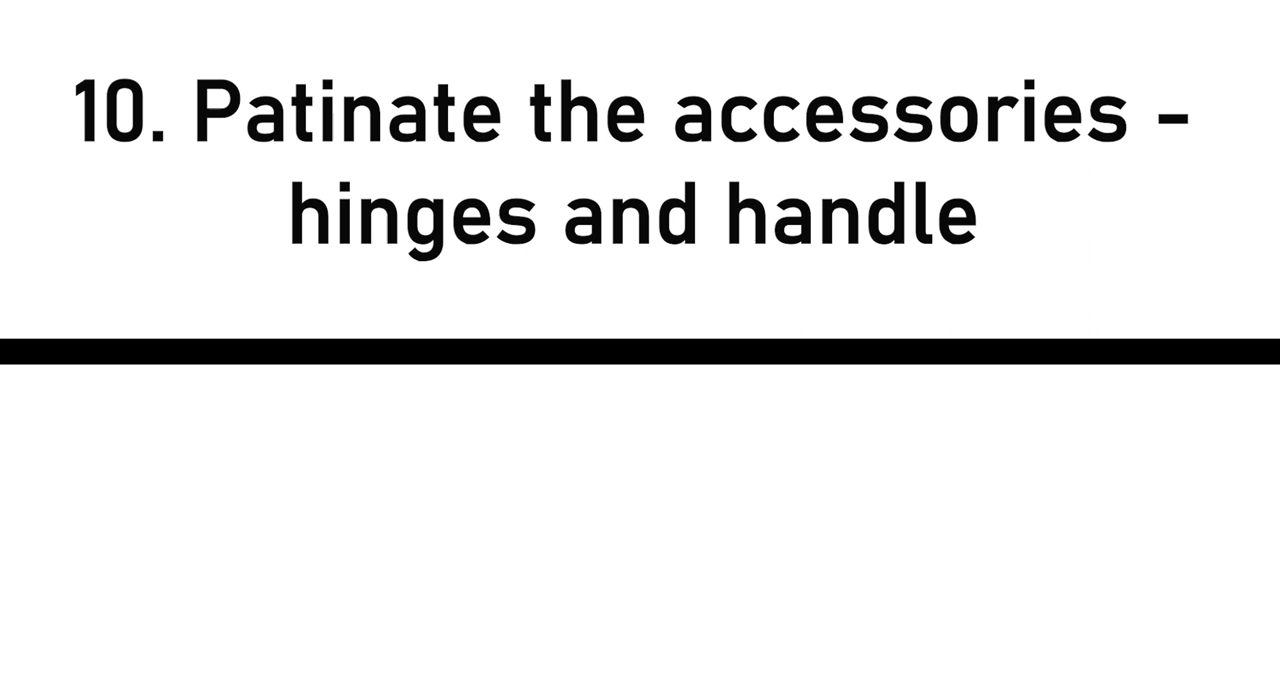 10. Patinate the accessories -
hinges and handle